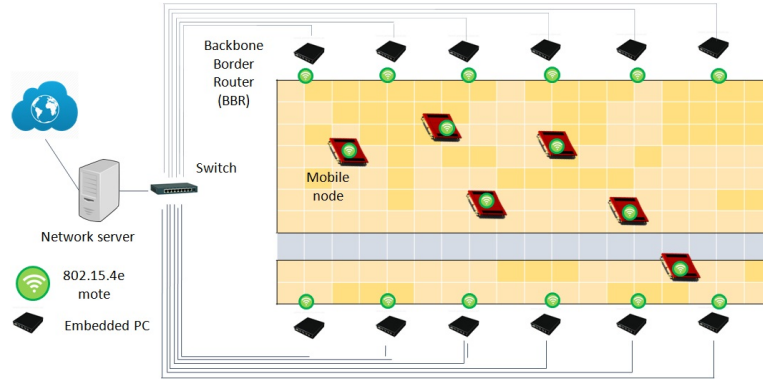 Backbone
Border
Router
(BBR)
Switch
Mobile
node
Network server
802.15.4e
mote
Embedded PC